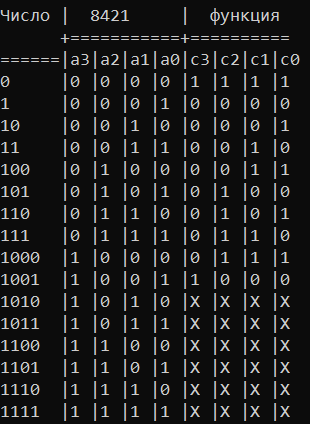 Число |  8421     |  функция
      +===========+==========
======|a3|a2|a1|a0|c3|c2|c1|c0
0     |0 |0 |0 |0 |1 |1 |1 |1
1     |0 |0 |0 |1 |0 |0 |0 |0
10    |0 |0 |1 |0 |0 |0 |0 |1
11    |0 |0 |1 |1 |0 |0 |1 |0
100   |0 |1 |0 |0 |0 |0 |1 |1
101   |0 |1 |0 |1 |0 |1 |0 |0
110   |0 |1 |1 |0 |0 |1 |0 |1
111   |0 |1 |1 |1 |0 |1 |1 |0
1000  |1 |0 |0 |0 |0 |1 |1 |1
1001  |1 |0 |0 |1 |1 |0 |0 |0
1010  |1 |0 |1 |0 |X |X |X |X
1011  |1 |0 |1 |1 |X |X |X |X
1100  |1 |1 |0 |0 |X |X |X |X
1101  |1 |1 |0 |1 |X |X |X |X
1110  |1 |1 |1 |0 |X |X |X |X
1111  |1 |1 |1 |1 |X |X |X |X